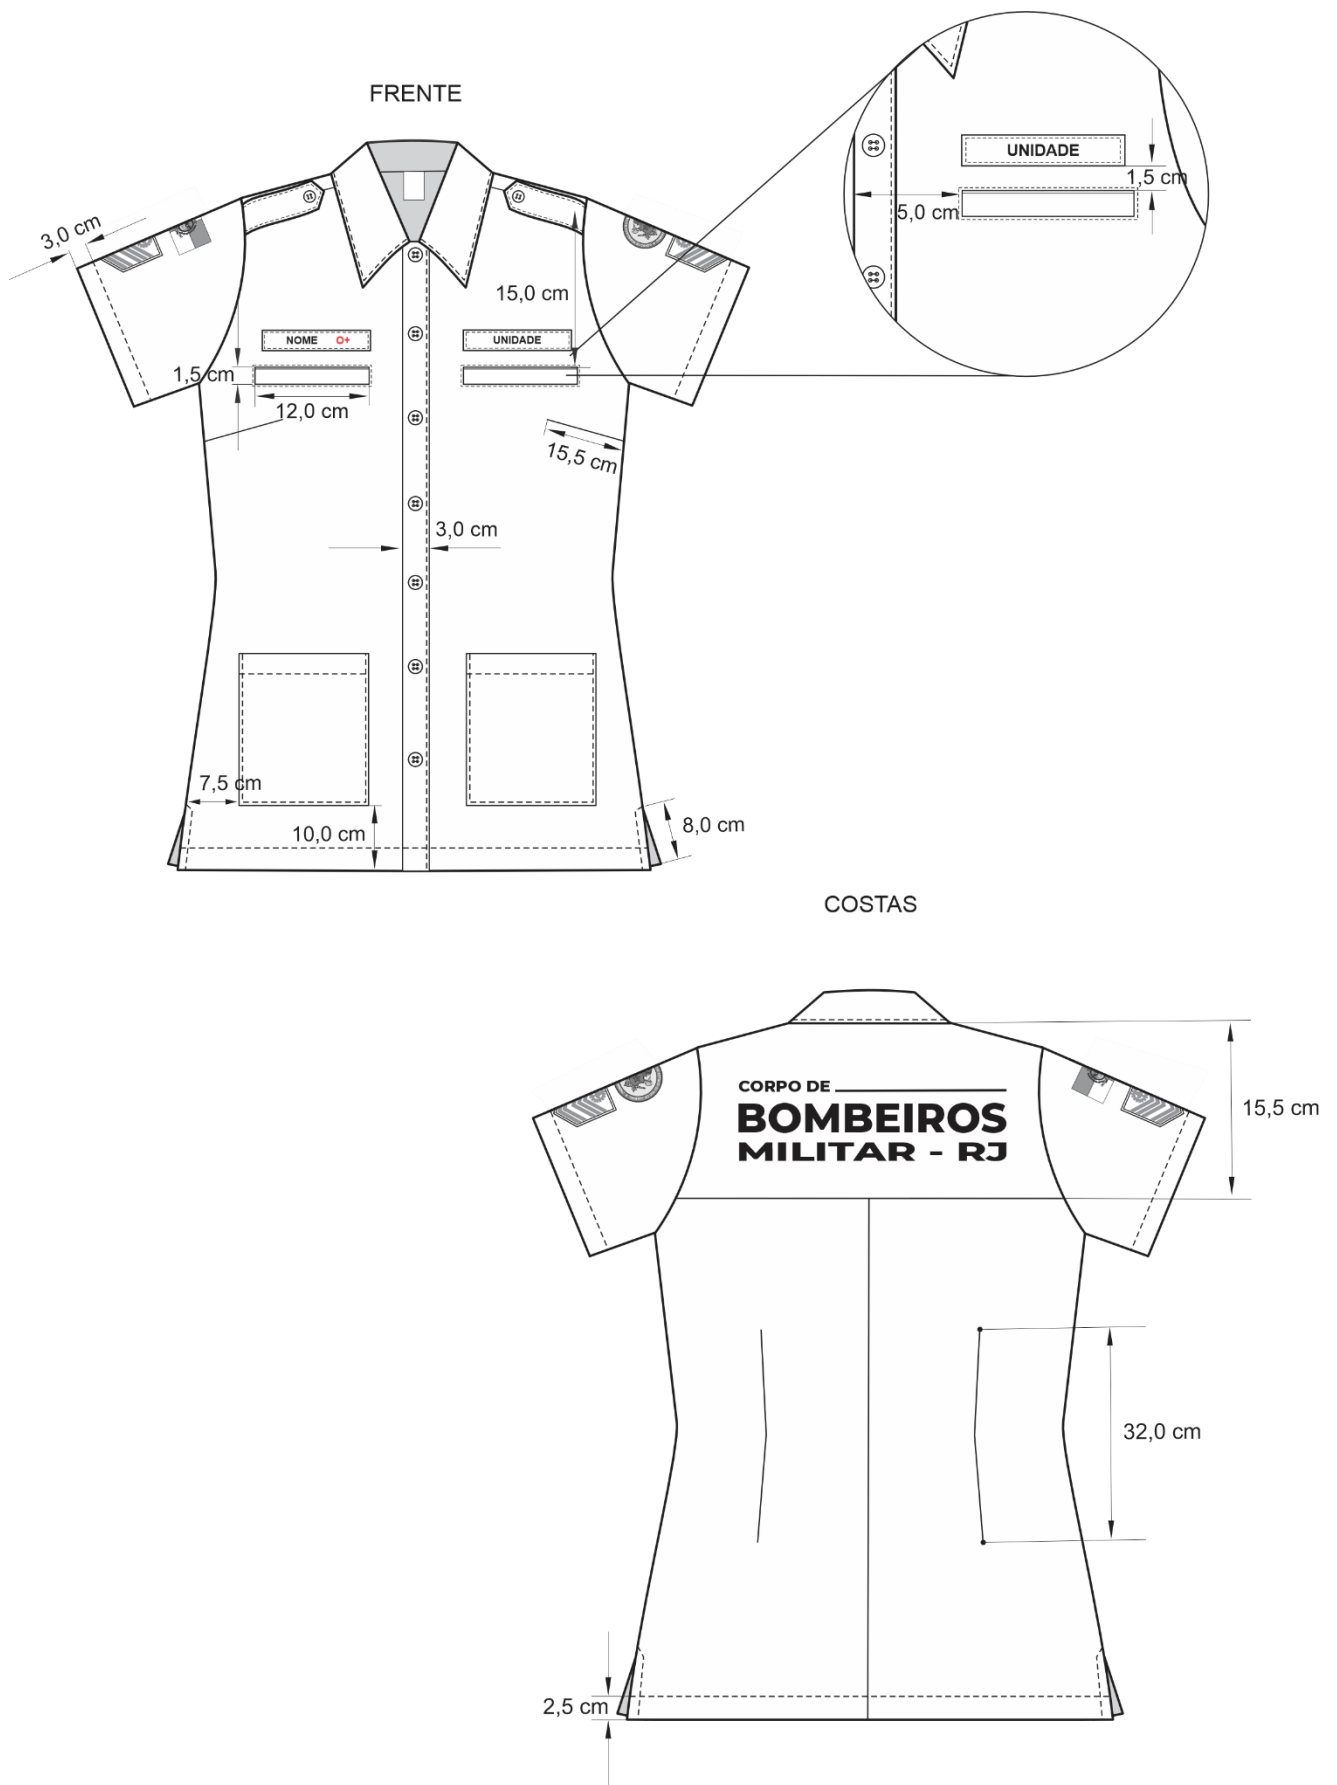 FRENTE
3,0 cm
UNIDADE
1,5 cm
5,0 cm
15,0 cm
NOME O+
UNIDADE
1,5 cm
12,0 cm
15,5 cm
3,0 cm
7,5 cm
10,0 cm
8,0 cm
COSTAS
CORPO DE
BOMBEIROS
MILITAR - RJ
15,5 cm
32,0 cm
2,5 cm